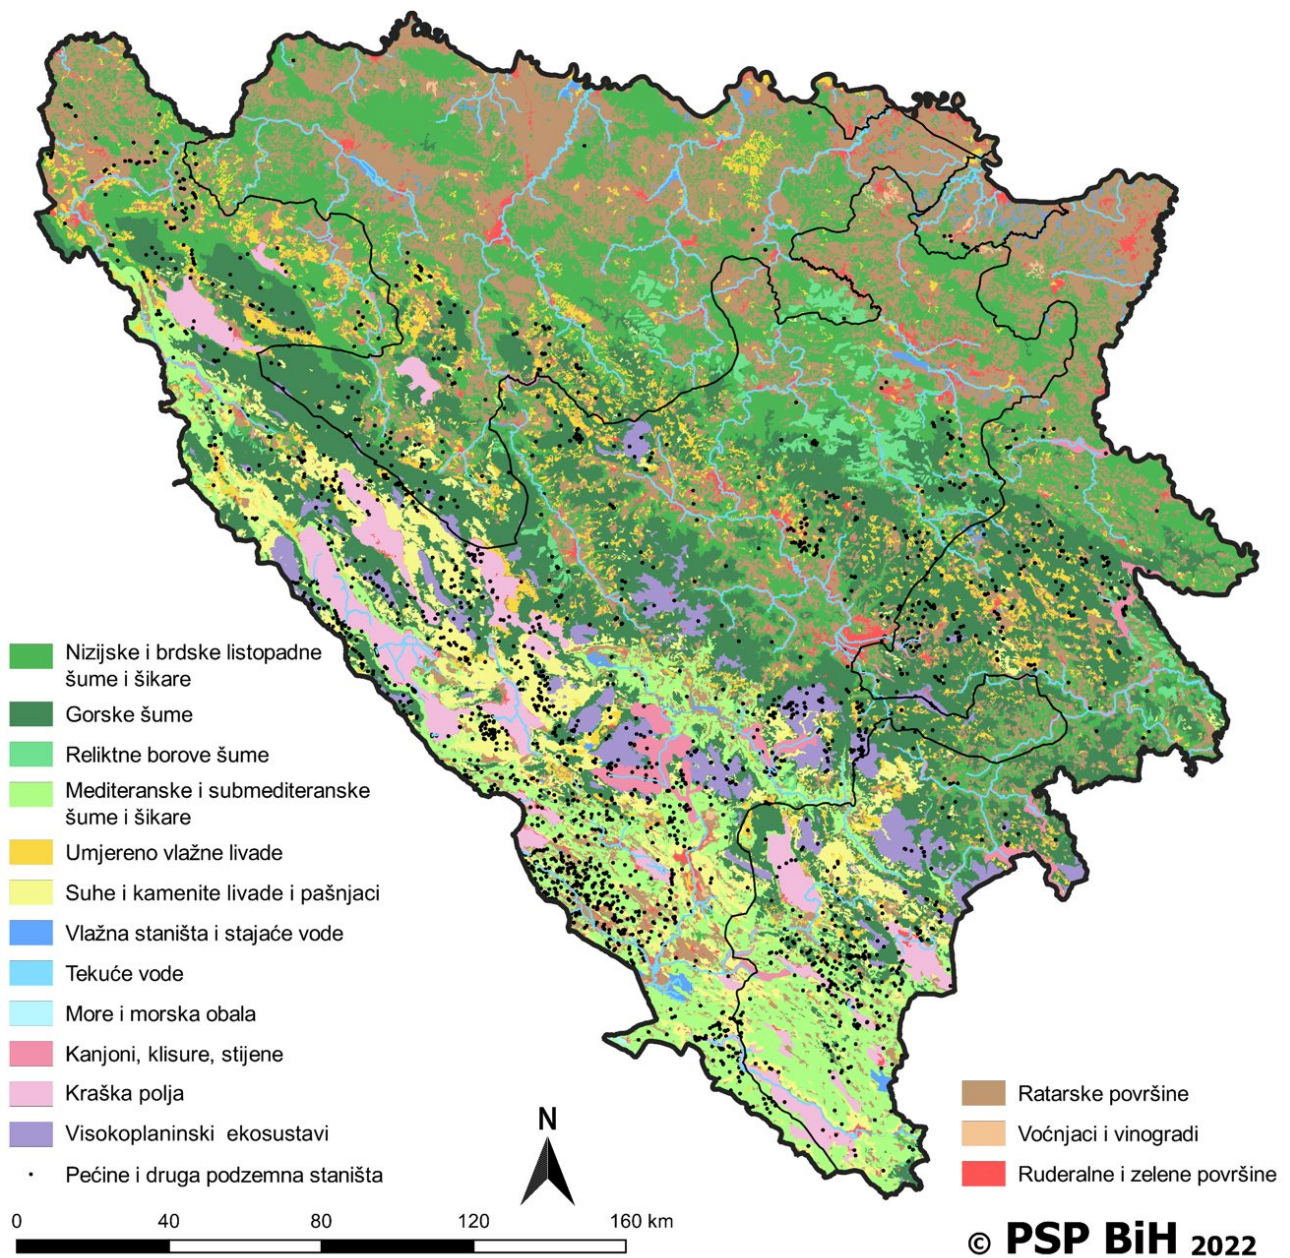 Nizijske i brdske listopadne
šume i šikare
Gorske šume
Reliktne borove šume
Mediteranske i submediteranske
šume i šikare
Umjereno vlažne livade
Suhe i kamenite livade i pašnjaci
Vlažna staništa i stajaće vode
Tekuće vode
More i morska obala
Kanjoni, klisure, stijene
Kraška polja
Visokoplaninski ekosustavi
Pećine i druga podzemna staništa
N
0 40 80 120 160 km
Ratarske površine
Voćnjaci i vinogradi
Ruderalne i zelene površine
© PSP BiH 2022